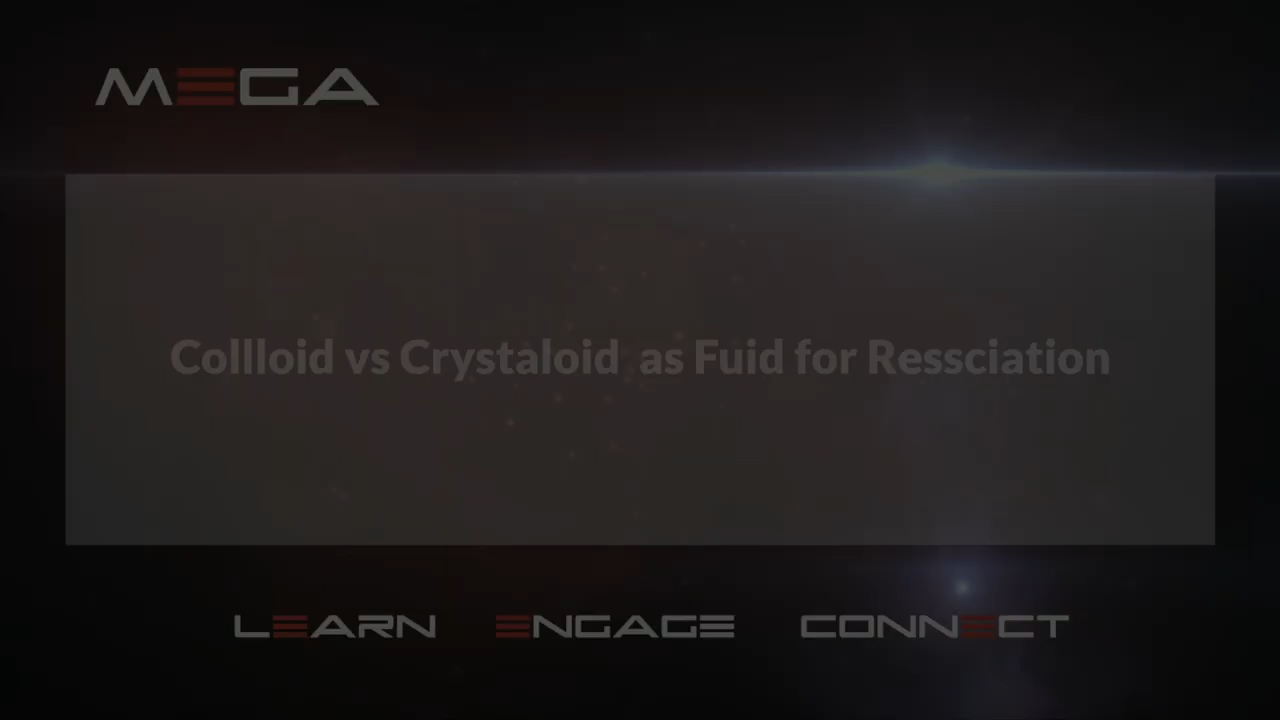 MEGA
Collloid vs Crystaloid as Fuid for Ressciation
LEARN ENGAGE CONNECT